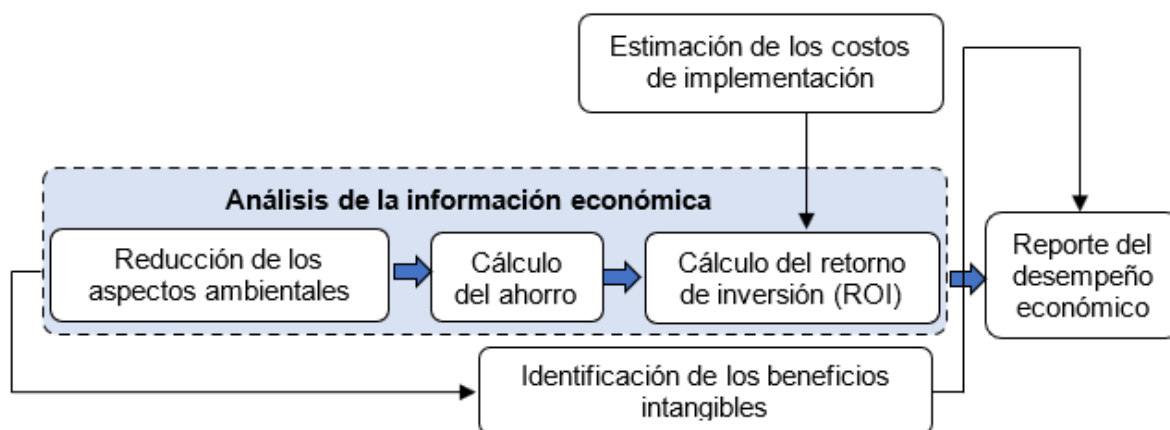 Estimación de los costos
de implementación
Análisis de la información económica
Reducción de los
aspectos ambientales
Cálculo
del ahorro
Cálculo del retorno
de inversión (ROI)
Reporte del
desempeño
económico
Identificación de los beneficios
intangibles